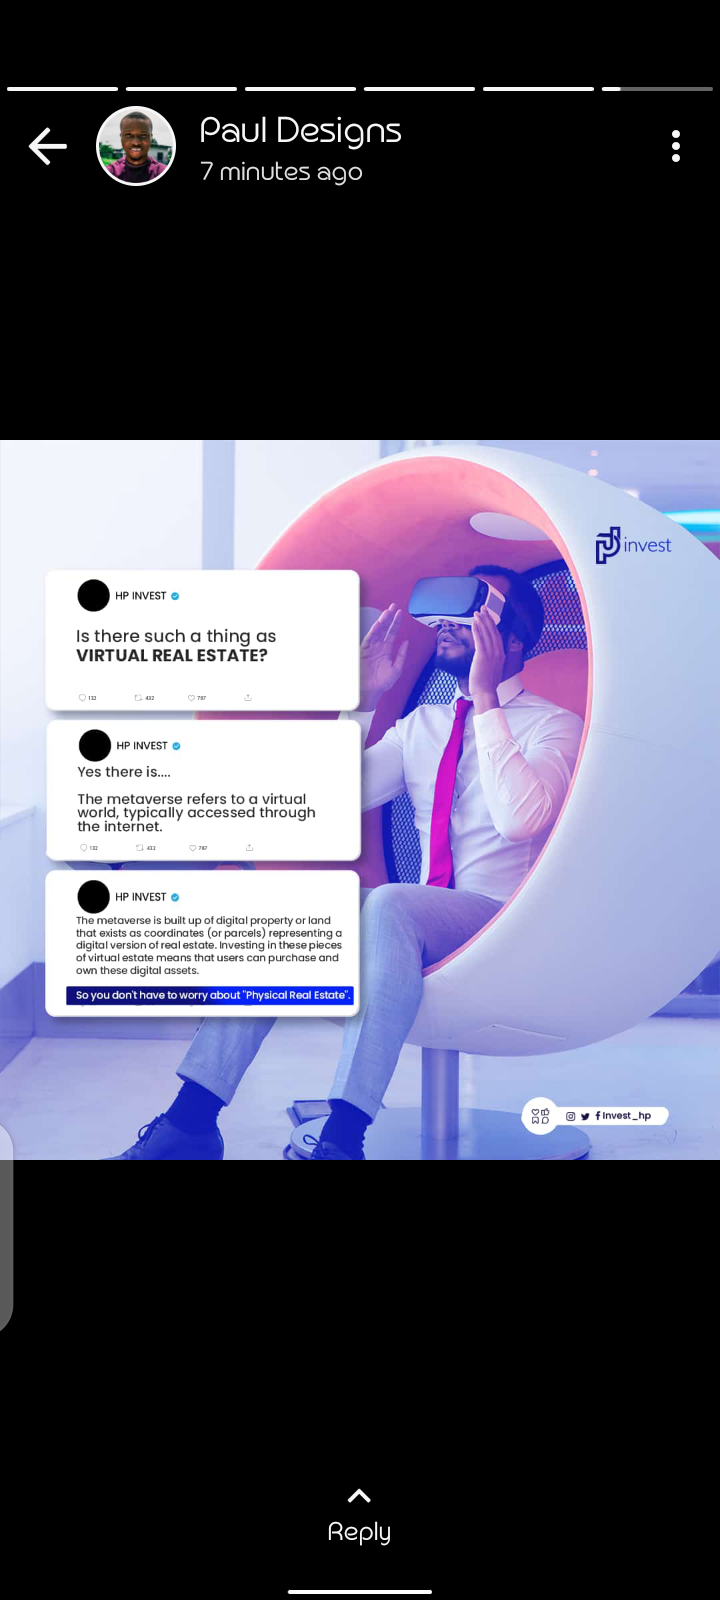 Paul Designs
7 minutes ago
invest
HP INVEST
Is there such a thing as
VIRTUAL REAL ESTATE?
132
432
787
HP INVEST
Yes there is....
The metaverse refers to a virtual
world, typically accessed through
the internet.
132
433
787
HP INVEST
The metaverse is built up of digital property or land
that exists as coordinates (or parcels) representing a
digital version of real estate. Investing in these pieces
of virtual estate means that users can purchase and
own these digital assets.
So you don't have to worry about "Physical Real Estate".
Invest_hp
Reply